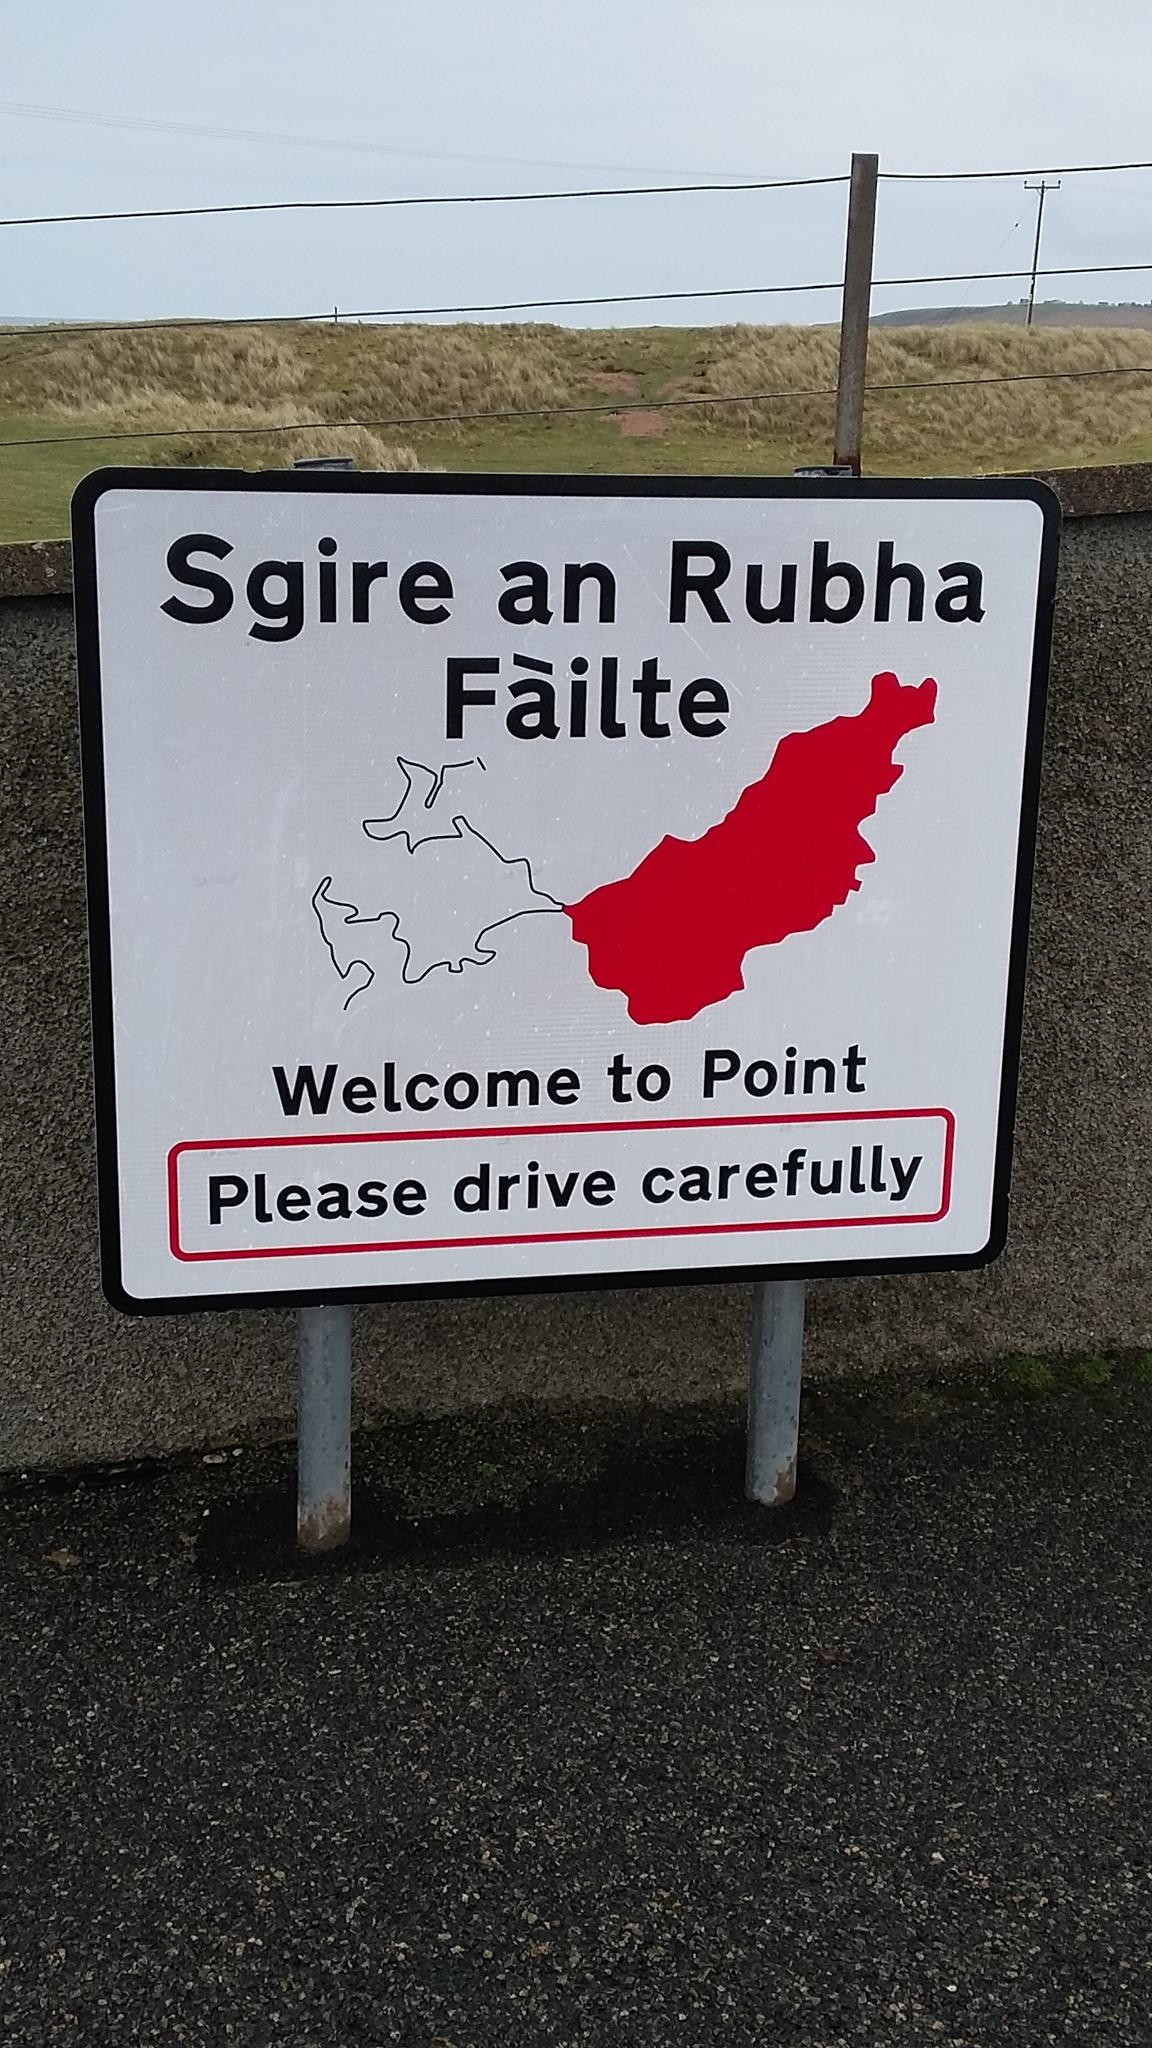 Sgire an Rubha
Fàilte
Welcome to Point
Please drive carefully